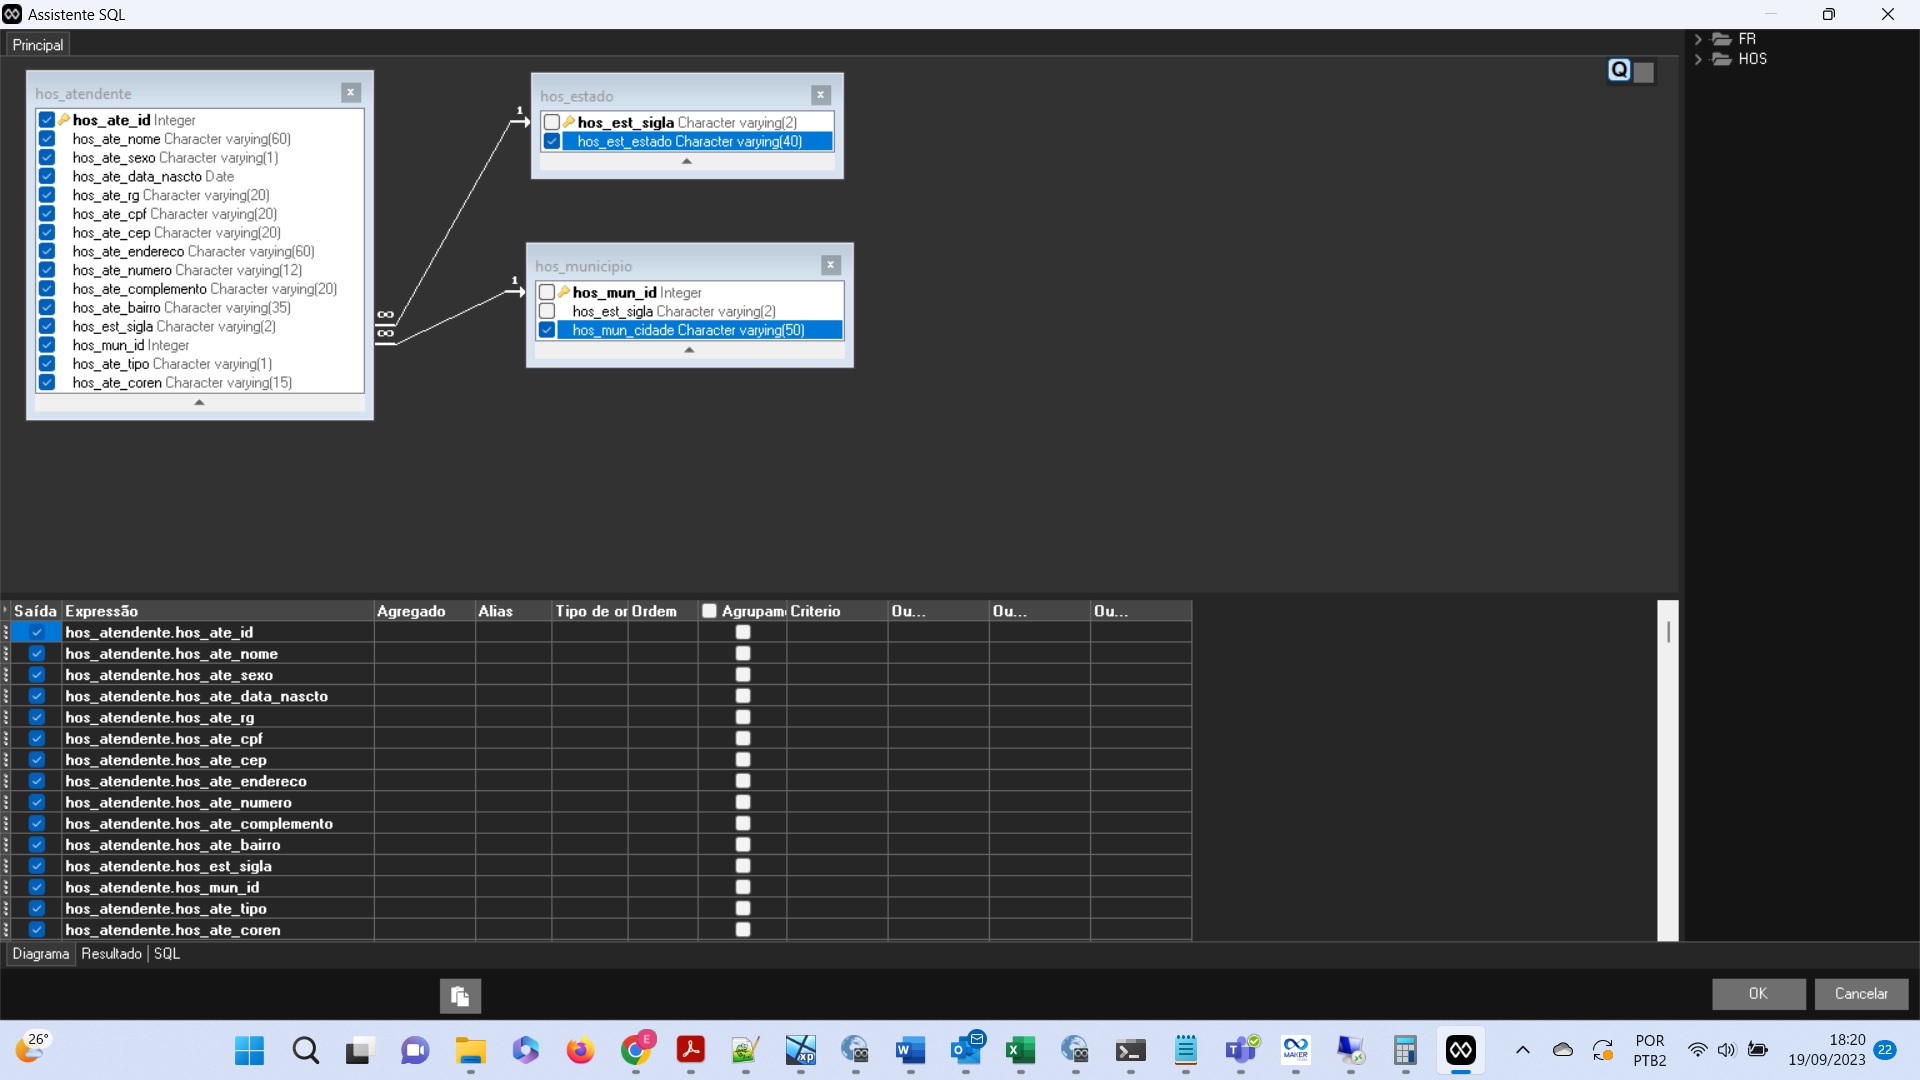 Assistente SQL
Principal
FR
HOS
hos_atendente
hos_ate_id Integer
hos_ate_nome Character varying(60)
hos_ate_sexo Character varying(1)
hos_ate_data_nascto Date
hos_ate_rg Character varying(20)
hos_ate_cpf Character varying(20)
hos_ate_cep Character varying(20)
hos_ate_endereco Character varying(60)
hos_ate_numero Character varying(12)
hos_ate_complemento Character varying(20)
hos_ate_bairro Character varying(35)
hos_est_sigla Character varying(2)
hos_mun_id Integer
hos_ate_tipo Character varying(1)
hos_ate_coren Character varying(15)
1
hos_estado
hos_est_sigla Character varying(2)
hos_est_estado Character varying(40)
∞
∞
1
hos_municipio
hos_mun_id Integer
hos_est_sigla Character varying(2)
hos_mun_cidade Character varying(50)
Q
Saída Expressão Agregado Alias Tipo de or Ordem Agrupam Criterio Ou... Ou... Ou...
hos_atendente.hos_ate_id
hos_atendente.hos_ate_nome
hos_atendente.hos_ate_sexo
hos_atendente.hos_ate_data_nascto
hos_atendente.hos_ate_rg
hos_atendente.hos_ate_cpf
hos_atendente.hos_ate_cep
hos_atendente.hos_ate_endereco
hos_atendente.hos_ate_numero
hos_atendente.hos_ate_complemento
hos_atendente.hos_ate_bairro
hos_atendente.hos_est_sigla
hos_atendente.hos_mun_id
hos_atendente.hos_ate_tipo
hos_atendente.hos_ate_coren
Diagrama Resultado SQL
OK Cancelar
26°
E
xp
MAKER
POR
PTB2
18:20
19/09/2023
22